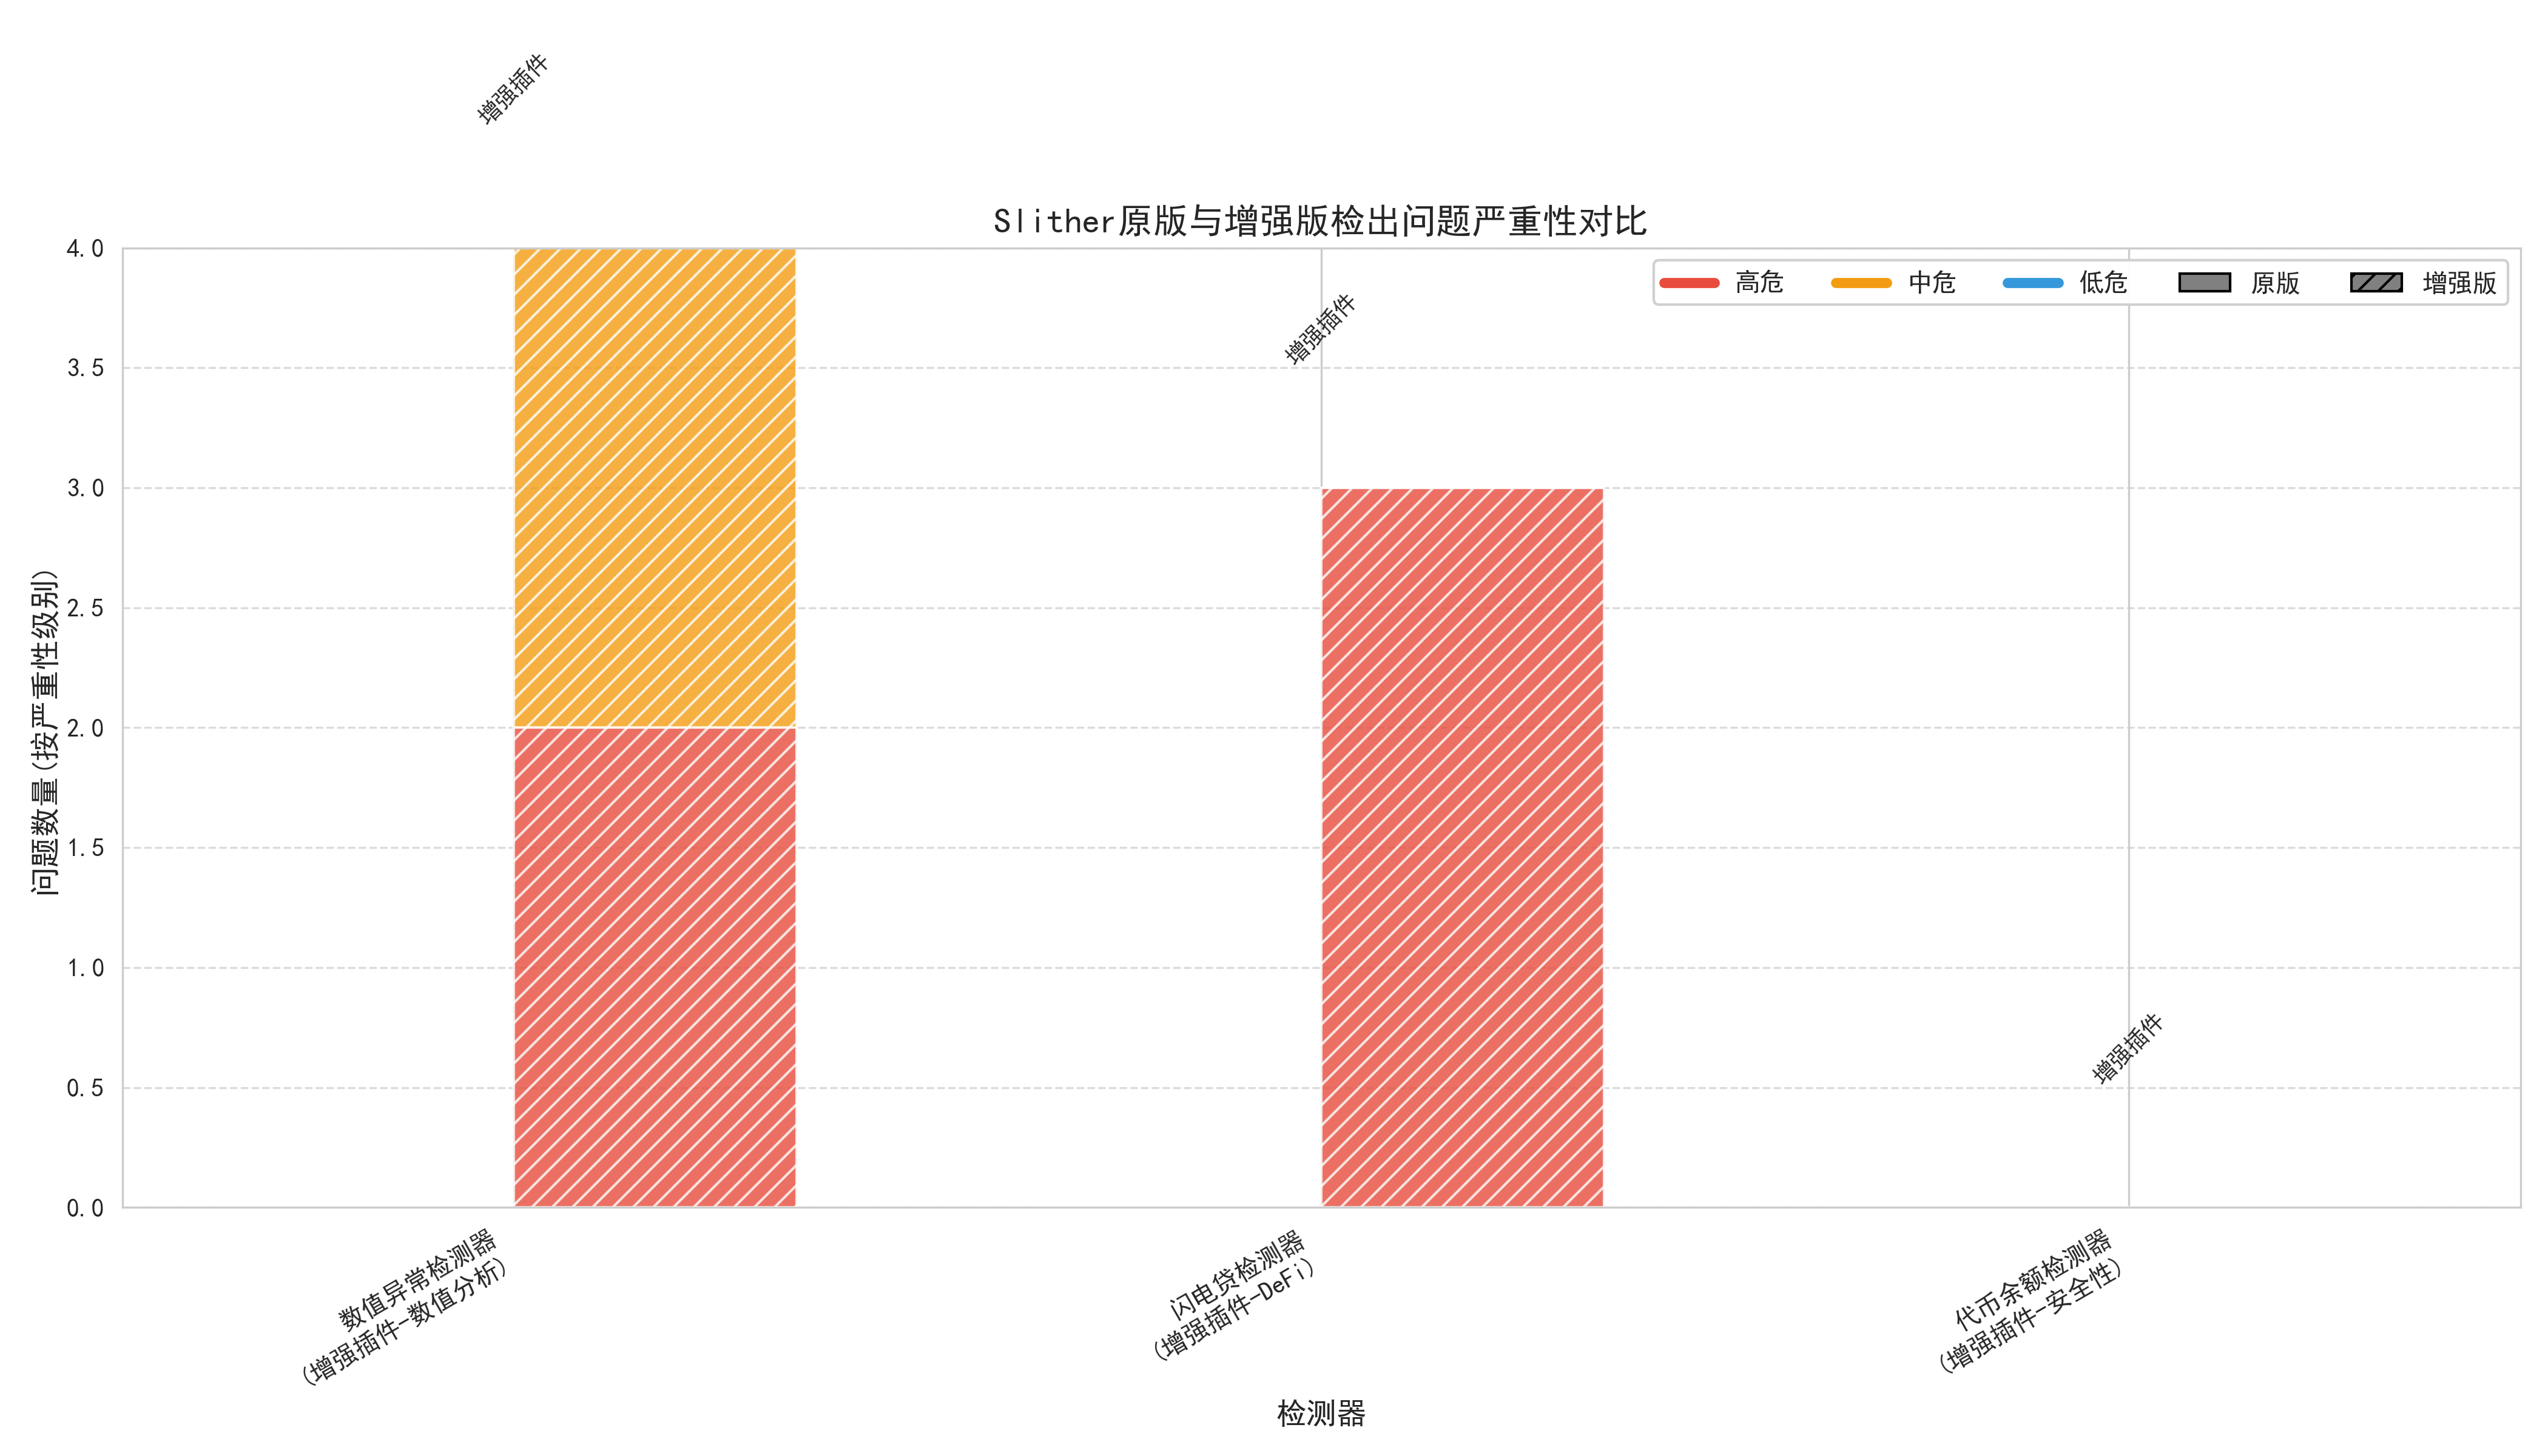 增强插件
Slither原版与增强版检出问题严重性对比
高危
中危
低危
原版
增强版
增强插件
增强插件
问题数量(按严重性级别)
4.0
3.5
3.0
2.5
2.0
1.5
1.0
0.5
0.0
数值异常检测器
(增强插件-数值分析)
闪电贷检测器
(增强插件-DeFi)
代币余额检测器
(增强插件-安全性)
检测器